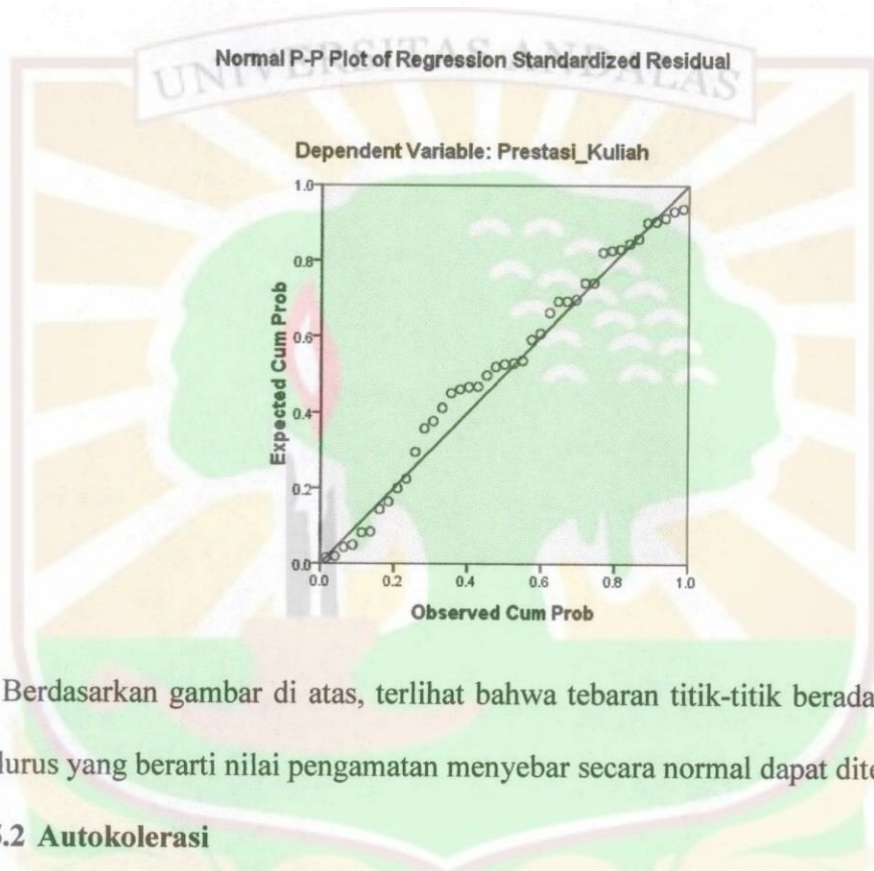 UNIVERSITAS ANDALAS
Normal P-P Plot of Regression Standardized Residual
Dependent Variable: Prestasi_Kuliah
1.0
0.8
0.6
0.4
0.2
0.0
Expected Cum Prob
0.0 0.2 0.4 0.6 0.8 1.0
Observed Cum Prob
Berdasarkan gambar di atas, terlihat bahwa tebaran titik-titik berada
lurus yang berarti nilai pengamatan menyebar secara normal dapat dite
5.2 Autokolerasi